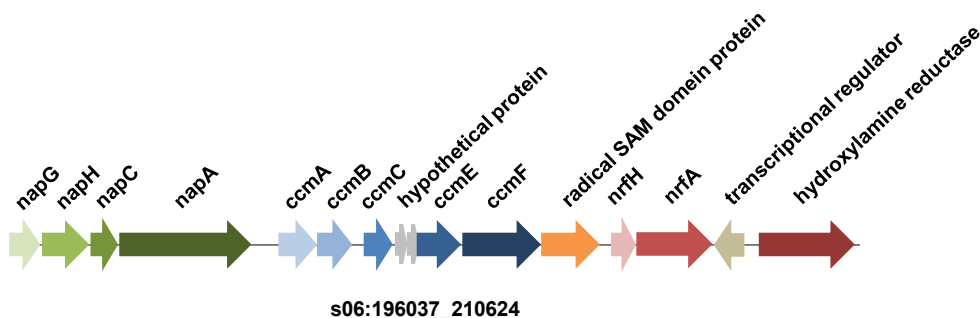 napG
napH
napC
napA
ccmA
ccmB
ccmC
hypothetical protein
ccmE
ccmF
radical SAM domein protein
nrfH
nrfA
transcriptional regulator
hydroxylamine reductase
s06:196037_210624